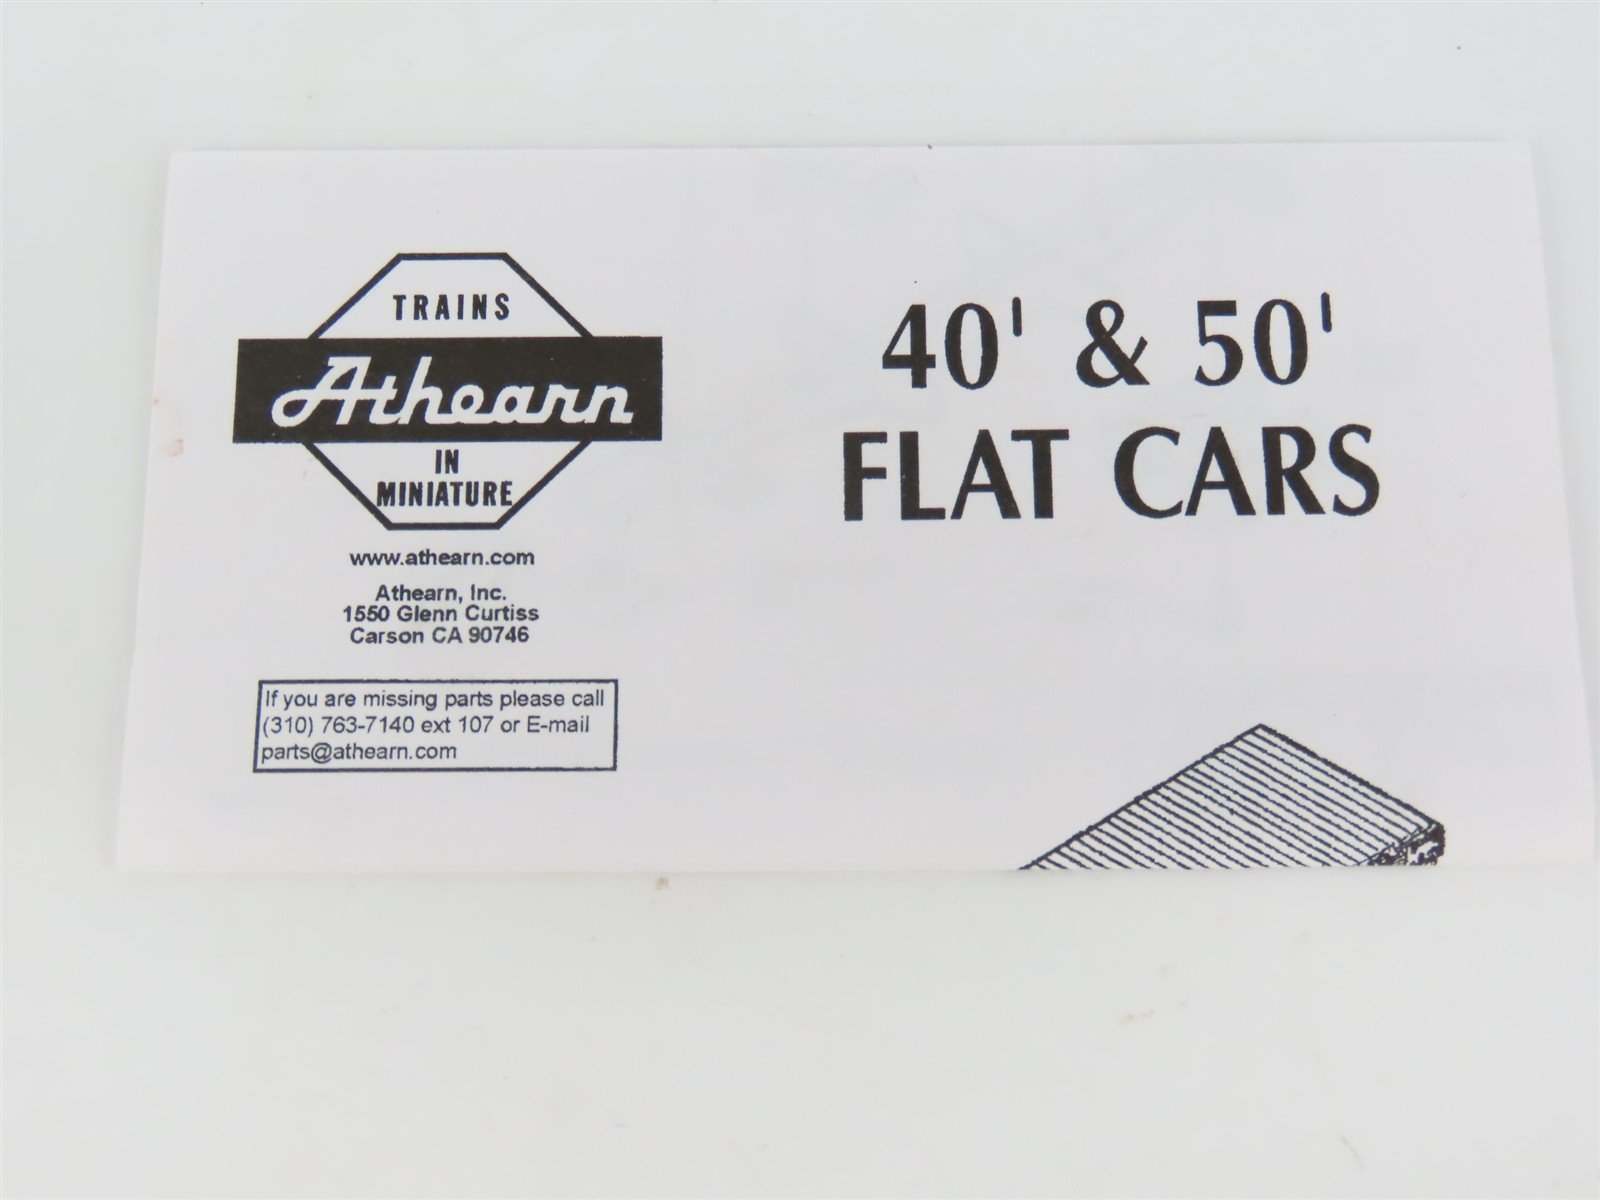 TRAINS
Athearn
IN
MINIATURE
www.athearn.com
Athearn, Inc.
1550 Glenn Curtiss
Carson CA 90746
If you are missing parts please call
(310) 763-7140 ext 107 or E-mail
parts@athearn.com
40' & 50'
FLAT CARS